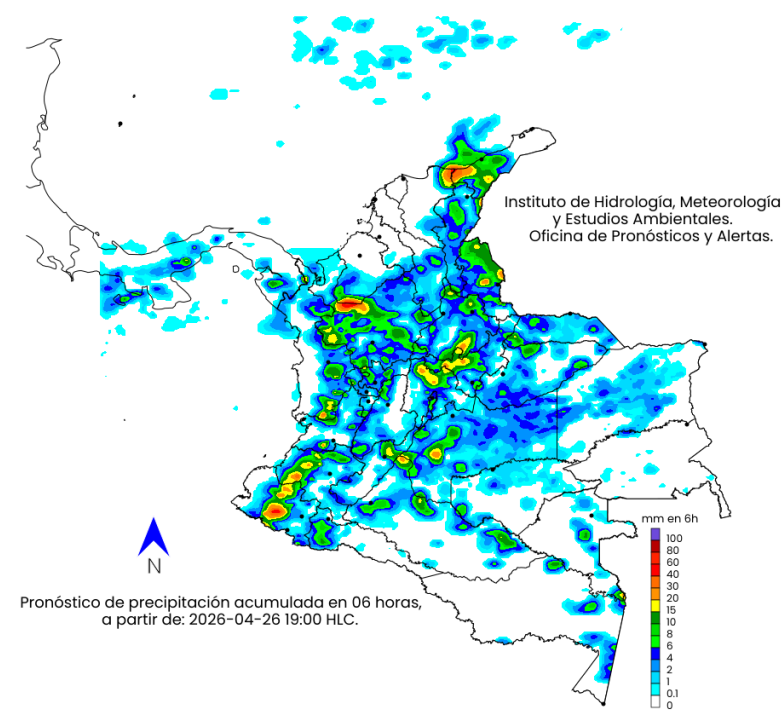 Instituto de Hidrología, Meteorología
y Estudios Ambientales.
Oficina de Pronósticos y Alertas.
N
Pronóstico de precipitación acumulada en 06 horas,
a partir de: 2026-04-26 19:00 HLC.
mm en 6h
100
80
60
40
30
20
15
10
8
6
4
2
1
0.1
0